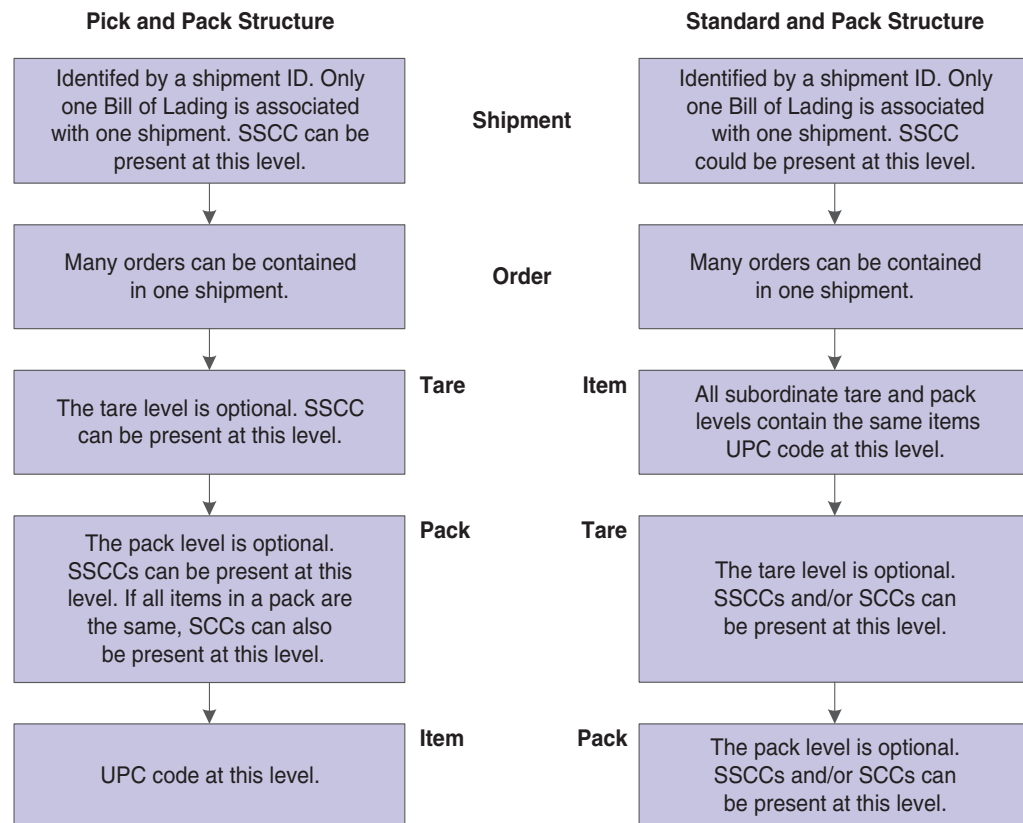 Pick and Pack Structure
Standard and Pack Structure
Identifed by a shipment ID. Only
one Bill of Lading is associated
with one shipment. SSCC can be
present at this level.
Shipment
Identified by a shipment ID. Only
one Bill of Lading is associated
with one shipment. SSCC
could be present at this level.
Many orders can be contained
in one shipment.
Order
Many orders can be contained
in one shipment.
Tare
The tare level is optional. SSCC
can be present at this level.
Item
All subordinate tare and pack
levels contain the same items
UPC code at this level.
Pack
The pack level is optional.
SSCCs can be present at this
level. If all items in a pack are
the same, SCCs can also
be present at this level.
Tare
The tare level is optional.
SSCCs and/or SCCs can
be present at this level.
Item
UPC code at this level.
Pack
The pack level is optional.
SSCCs and/or SCCs can
be present at this level.